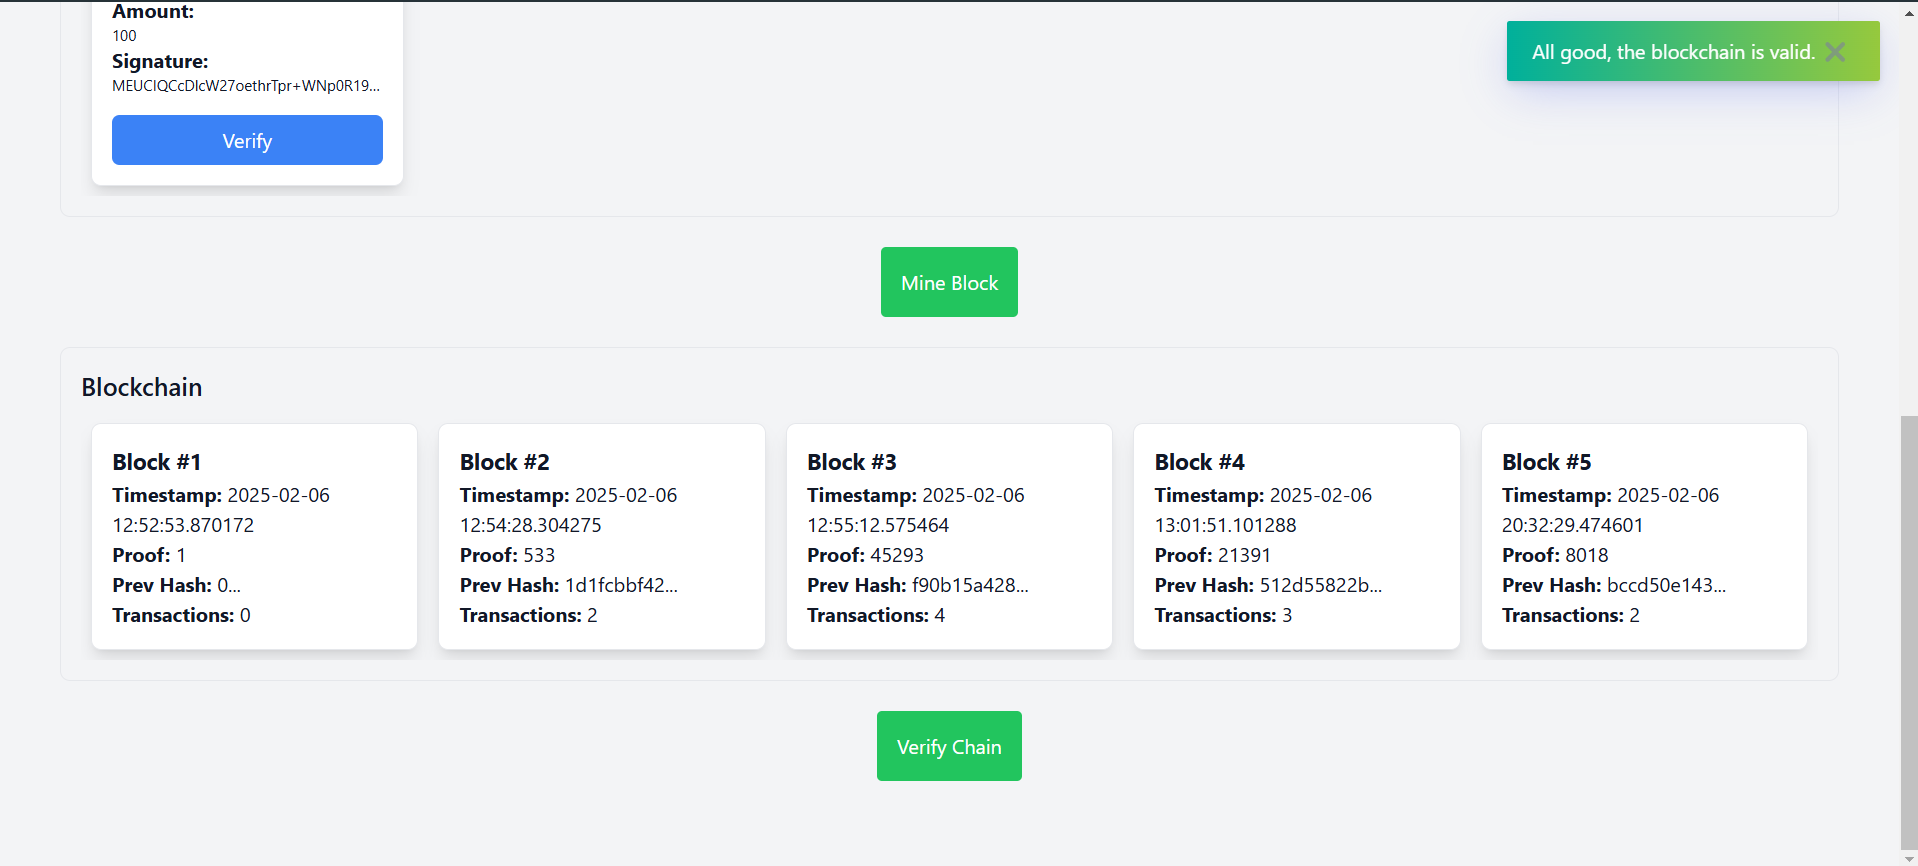 Amount:
100
Signature:
MEUCIQCcDIcW27oethrTpr+WNp0R19...
Verify
All good, the blockchain is valid. ✕
Mine Block
Blockchain
Block #1
Timestamp: 2025-02-06
12:52:53.870172
Proof: 1
Prev Hash: 0...
Transactions: 0
Block #2
Timestamp: 2025-02-06
12:54:28.304275
Proof: 533
Prev Hash: 1d1fcbbf42...
Transactions: 2
Block #3
Timestamp: 2025-02-06
12:55:12.575464
Proof: 45293
Prev Hash: f90b15a428...
Transactions: 4
Block #4
Timestamp: 2025-02-06
13:01:51.101288
Proof: 21391
Prev Hash: 512d55822b...
Transactions: 3
Block #5
Timestamp: 2025-02-06
20:32:29.474601
Proof: 8018
Prev Hash: bccd50e143...
Transactions: 2
Verify Chain